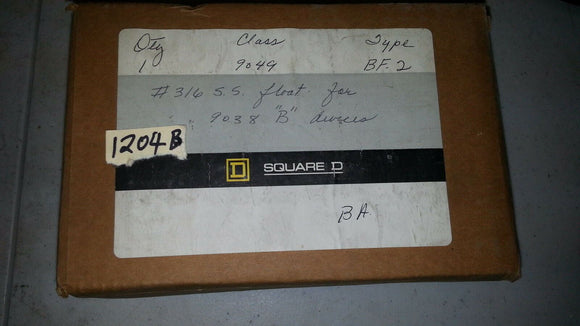 Qty Class Type
1 9049 BF.2
#316 S.S. float for
9038 "B" devices
1204B
D SQUARE D
BA